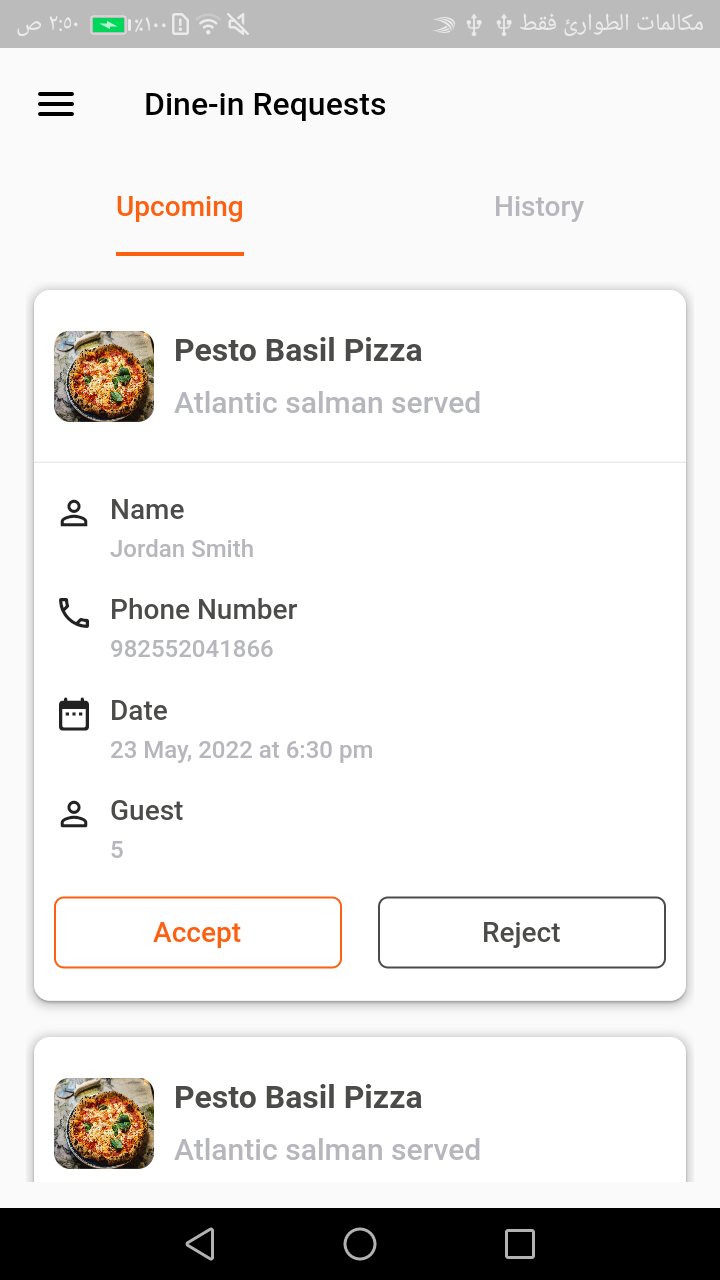 ٢:٥٠ ص ٪١٠٠ مكالمات الطوارئ فقط
Dine-in Requests
Upcoming History
Pesto Basil Pizza
Atlantic salman served
Name
Jordan Smith
Phone Number
982552041866
Date
23 May, 2022 at 6:30 pm
Guest
5
Accept Reject
Pesto Basil Pizza
Atlantic salman served